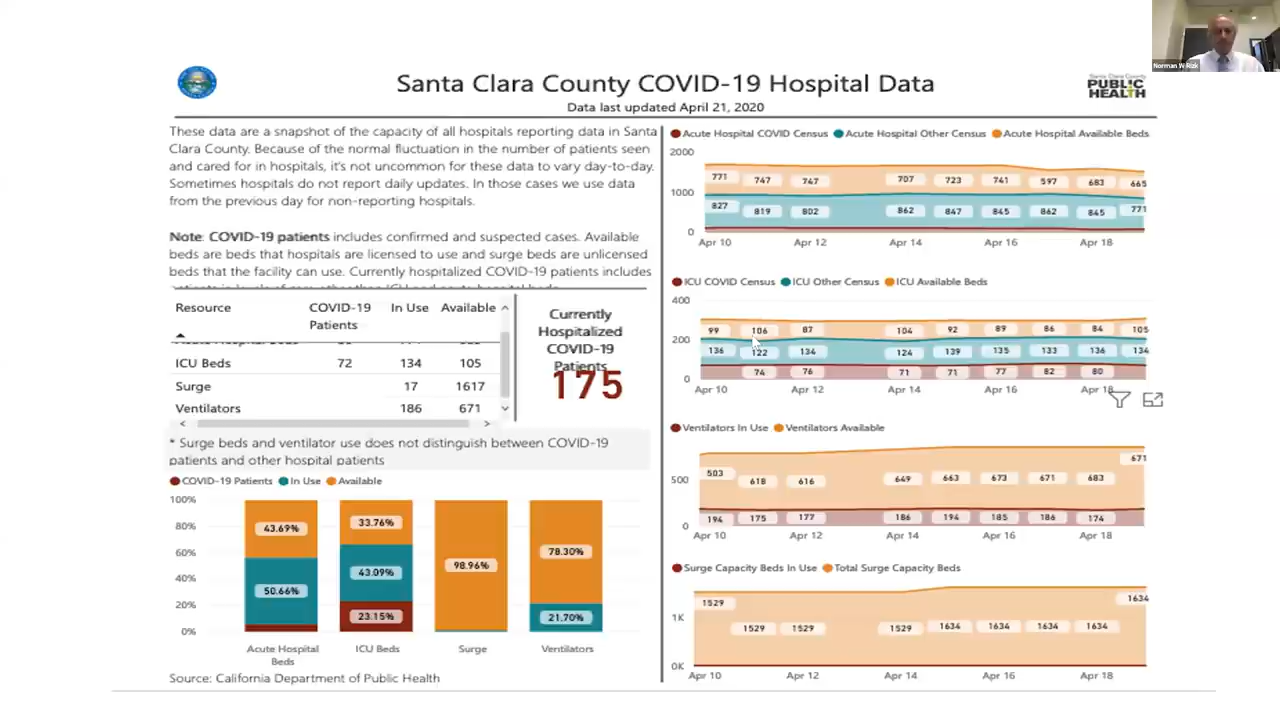 Norman W Rizk
Santa Clara County COVID-19 Hospital Data
Data last updated April 21, 2020
Santa Clara County
PUBLIC
HEALTH
These data are a snapshot of the capacity of all hospitals reporting data in Santa
Clara County. Because of the normal fluctuation in the number of patients seen
and cared for in hospitals, it's not uncommon for these data to vary day-to-day.
Sometimes hospitals do not report daily updates. In those cases we use data
from the previous day for non-reporting hospitals.
Note: COVID-19 patients includes confirmed and suspected cases. Available
beds are beds that hospitals are licensed to use and surge beds are unlicensed
beds that the facility can use. Currently hospitalized COVID-19 patients includes
Resource COVID-19 Patients In Use Available
ICU Beds 72 134 105
Surge 17 1617
Ventilators 186 671
Currently
Hospitalized
COVID-19
Patients
175
* Surge beds and ventilator use does not distinguish between COVID-19
patients and other hospital patients
COVID-19 Patients In Use Available
100%
80%
60%
40%
20%
0%
43.69% 33.76% 98.96% 78.30%
50.66% 43.09% 21.70%
23.15%
Acute Hospital Beds ICU Beds Surge Ventilators
Source: California Department of Public Health
Acute Hospital COVID Census Acute Hospital Other Census Acute Hospital Available Beds
2000
1000
0
771 747 747 707 723 741 597 683 665
827 819 802 862 847 845 862 845 771
Apr 10 Apr 12 Apr 14 Apr 16 Apr 18
ICU COVID Census ICU Other Census ICU Available Beds
400
200
0
99 106 87 104 92 89 86 84 105
136 122 134 124 139 135 133 136 134
74 76 71 71 77 82 80
Apr 10 Apr 12 Apr 14 Apr 16 Apr 18
Ventilators In Use Ventilators Available
500
0
503 618 616 649 663 673 671 683 671
194 175 177 186 194 185 186 174
Apr 10 Apr 12 Apr 14 Apr 16 Apr 18
Surge Capacity Beds In Use Total Surge Capacity Beds
1K
0K
1529 1529 1529 1529 1634 1634 1634 1634 1634
Apr 10 Apr 12 Apr 14 Apr 16 Apr 18